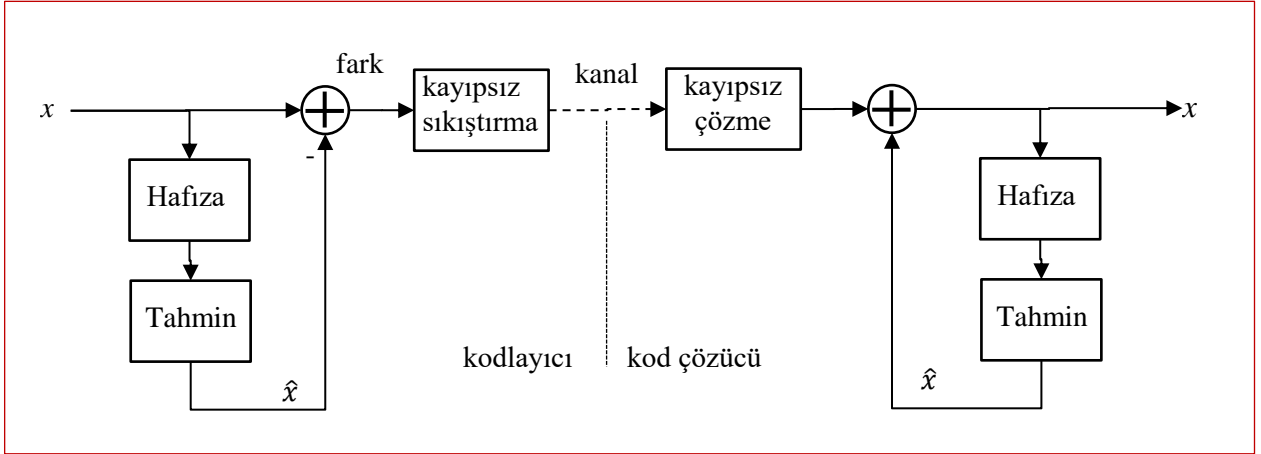 x
fark
kayıpsız
sıkıştırma
kanal
kayıpsız
çözme
x
-
Hafıza
Tahmin
x̂
kodlayıcı
kod çözücü
Hafıza
Tahmin
x̂